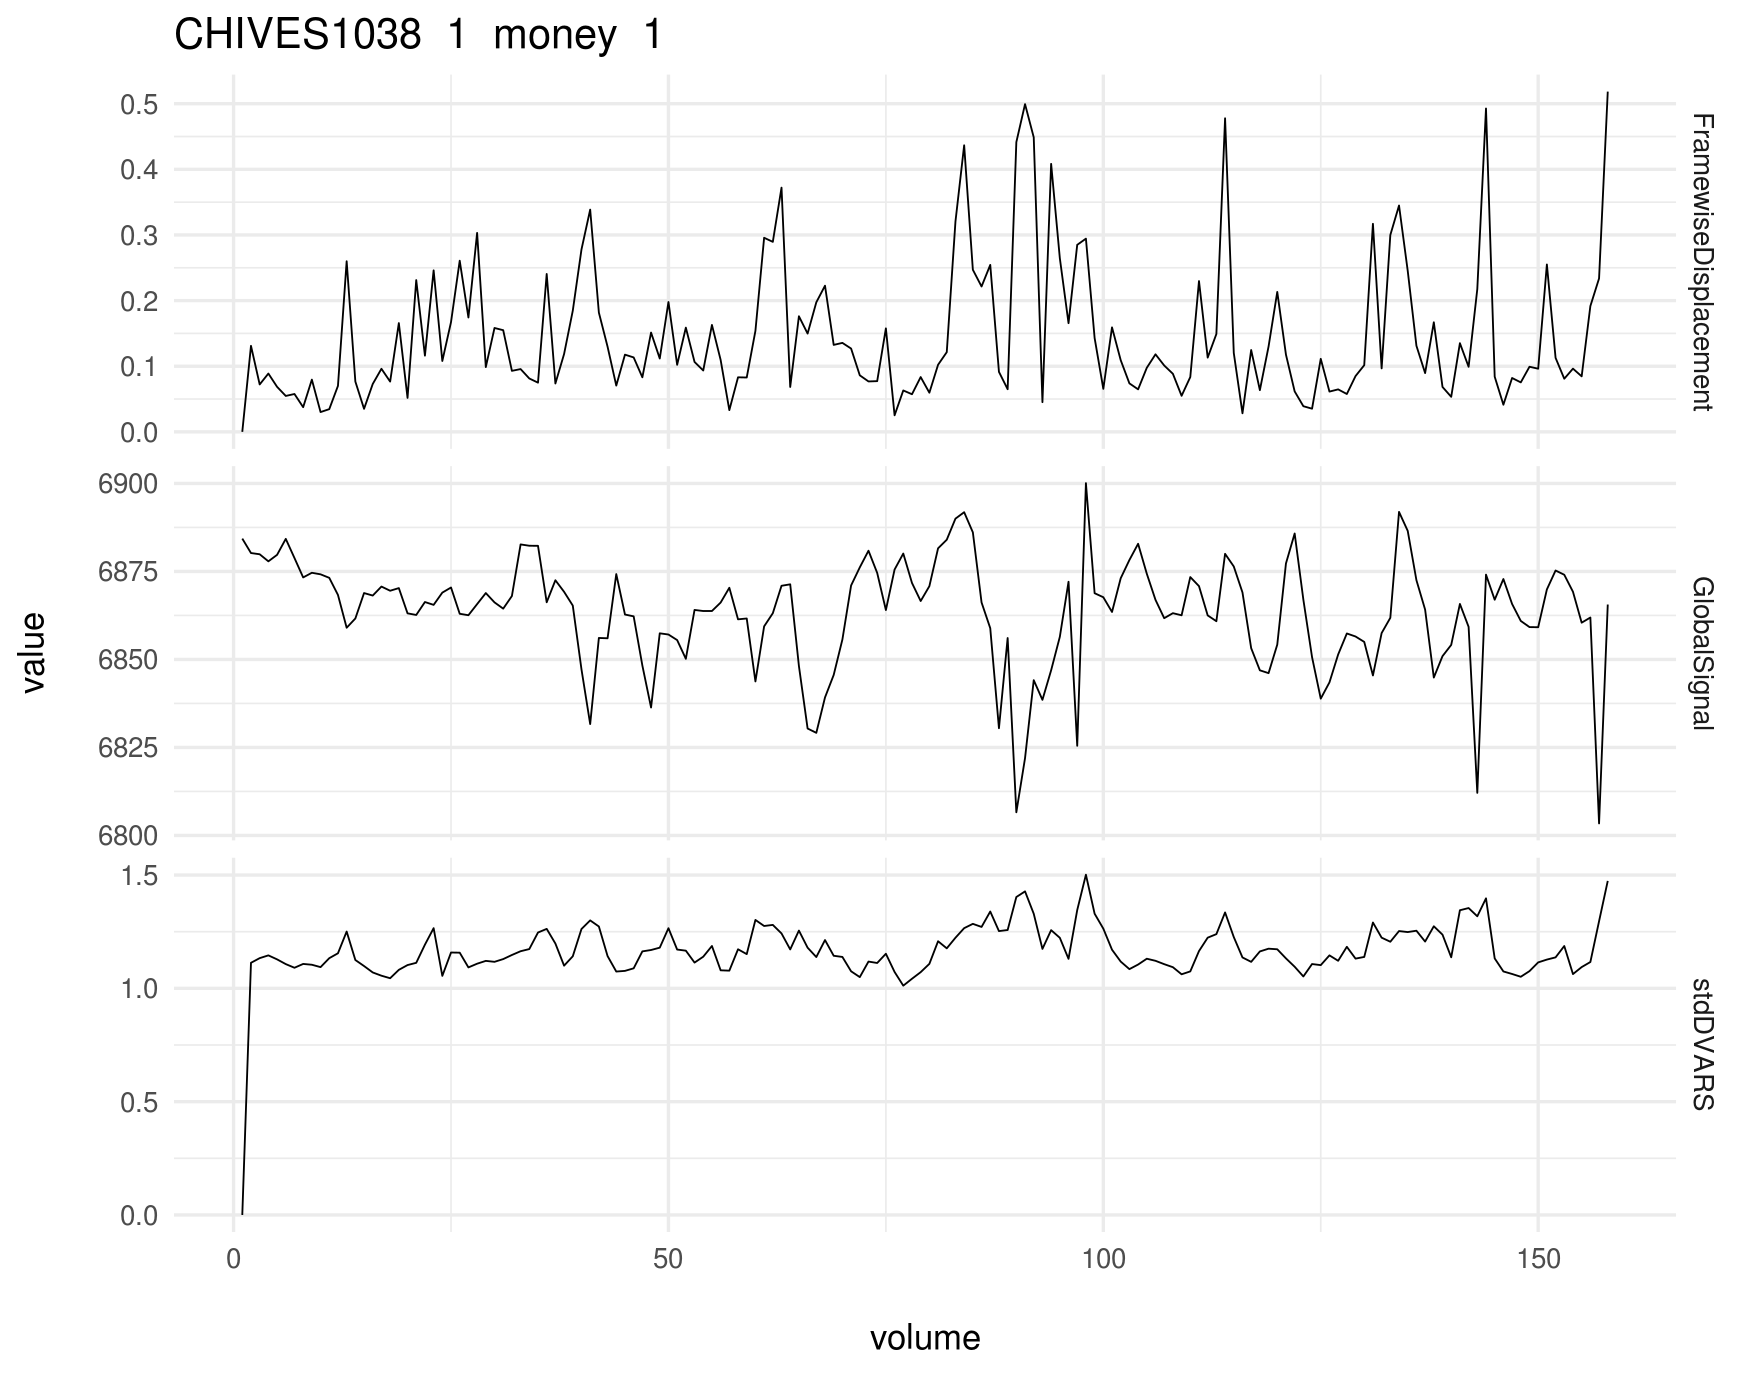 CHIVES1038 1 money 1
0.5
0.4
0.3
0.2
0.1
0.0
FramewiseDisplacement
6900
6875
6850
6825
6800
GlobalSignal
1.5
1.0
0.5
0.0
stdDVARS
value
0 50 100 150
volume